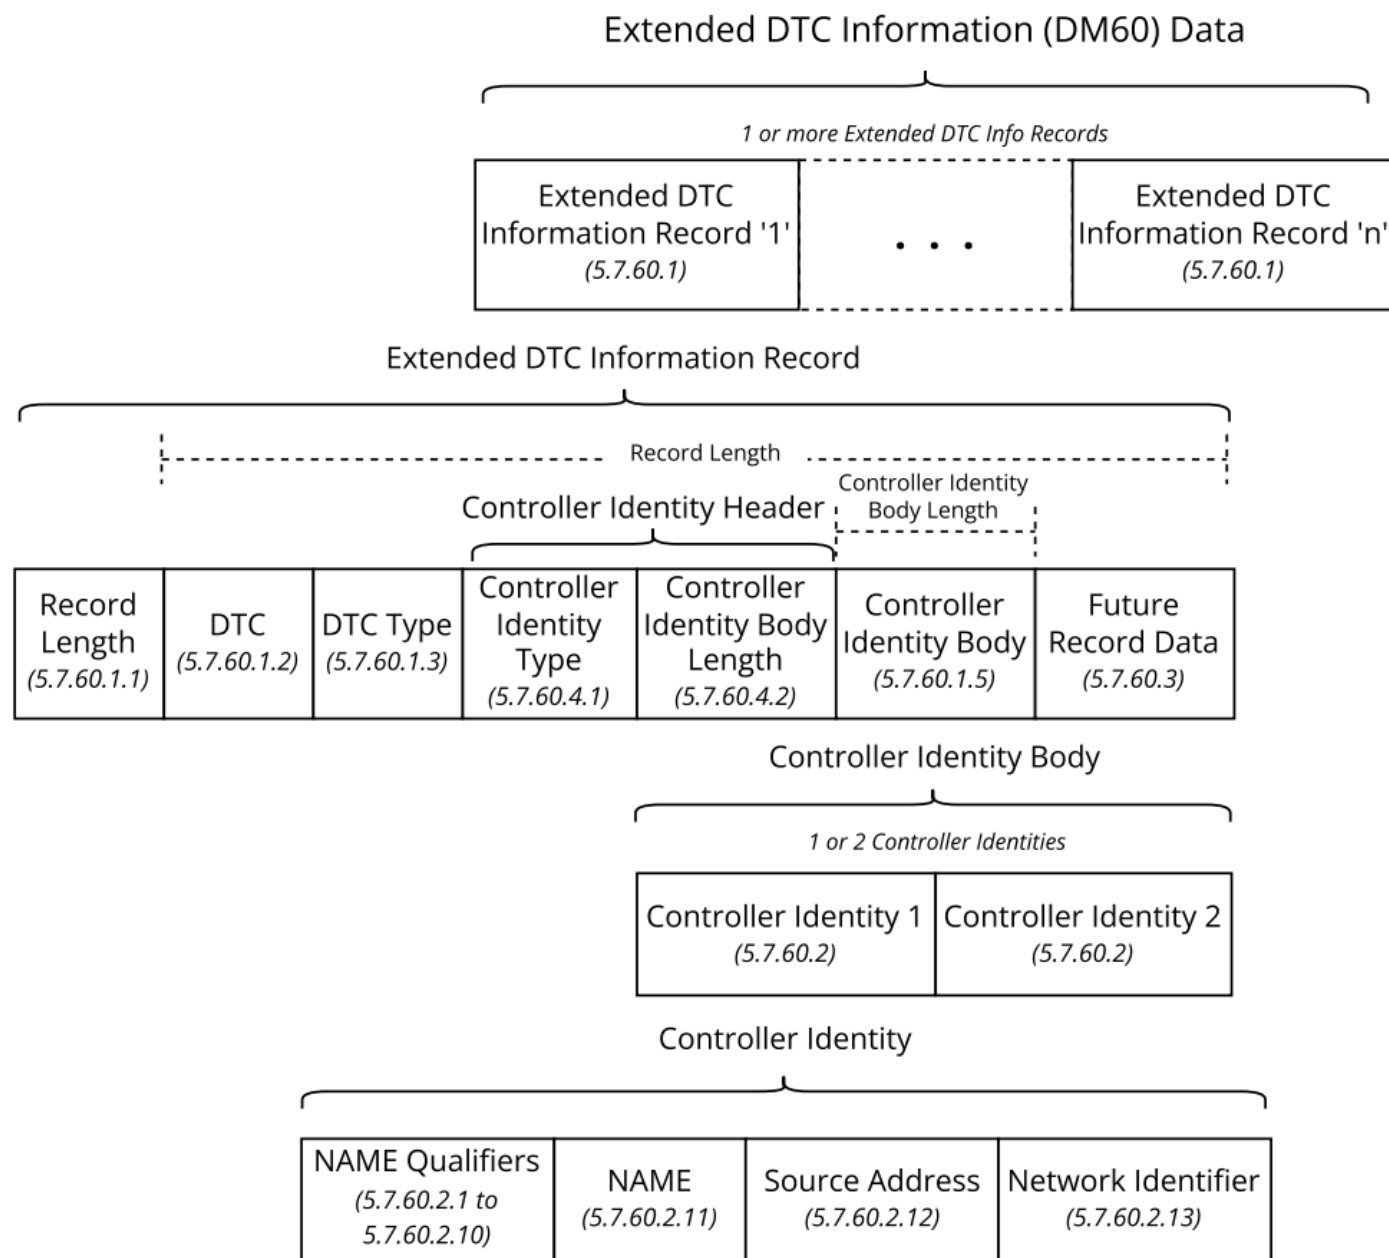 Extended DTC Information (DM60) Data
1 or more Extended DTC Info Records
Extended DTC
Information Record '1'
(5.7.60.1)
. . .
Extended DTC
Information Record 'n'
(5.7.60.1)
Extended DTC Information Record
Record Length
Controller Identity Header
Controller Identity
Body Length
Record
Length
(5.7.60.1.1)
DTC
(5.7.60.1.2)
DTC Type
(5.7.60.1.3)
Controller
Identity
Type
(5.7.60.4.1)
Controller
Identity Body
Length
(5.7.60.4.2)
Controller
Identity Body
(5.7.60.1.5)
Future
Record Data
(5.7.60.3)
Controller Identity Body
1 or 2 Controller Identities
Controller Identity 1
(5.7.60.2)
Controller Identity 2
(5.7.60.2)
Controller Identity
NAME Qualifiers
(5.7.60.2.1 to
5.7.60.2.10)
NAME
(5.7.60.2.11)
Source Address
(5.7.60.2.12)
Network Identifier
(5.7.60.2.13)